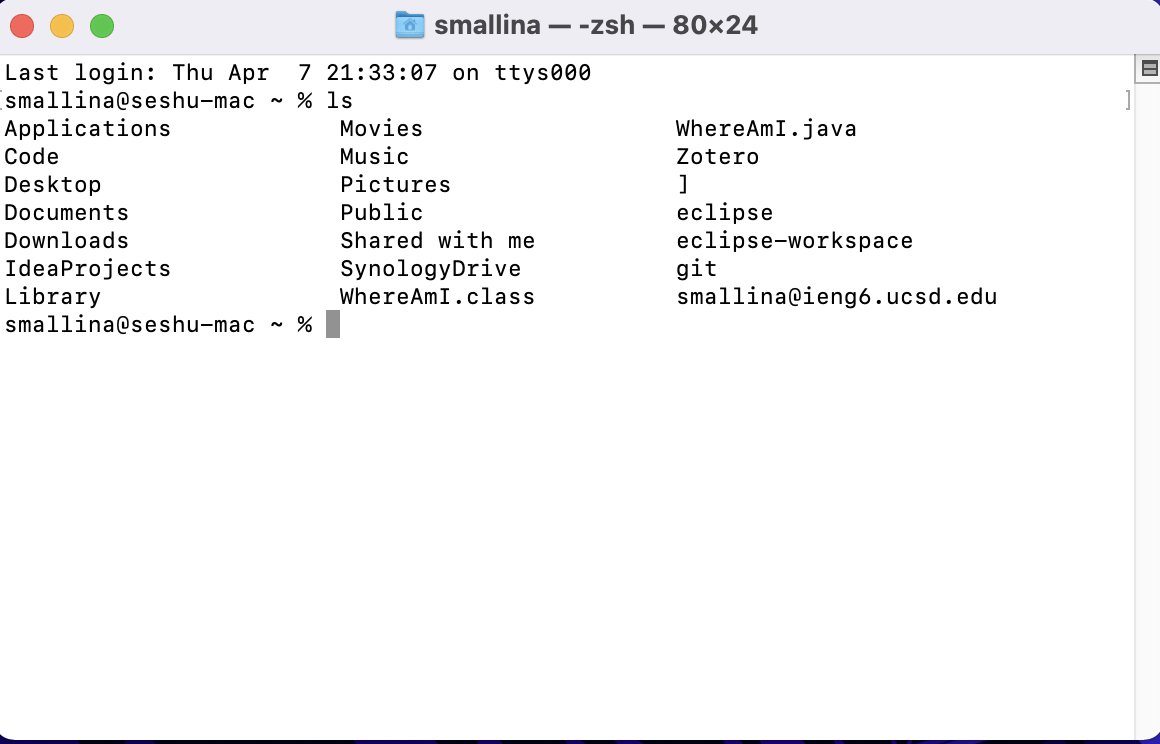 smallina — -zsh — 80×24
Last login: Thu Apr  7 21:33:07 on ttys000
[smallina@seshu-mac ~ % ls ]
Applications Movies WhereAmI.java
Code Music Zotero
Desktop Pictures ]
Documents Public eclipse
Downloads Shared with me eclipse-workspace
IdeaProjects SynologyDrive git
Library WhereAmI.class smallina@ieng6.ucsd.edu
smallina@seshu-mac ~ %